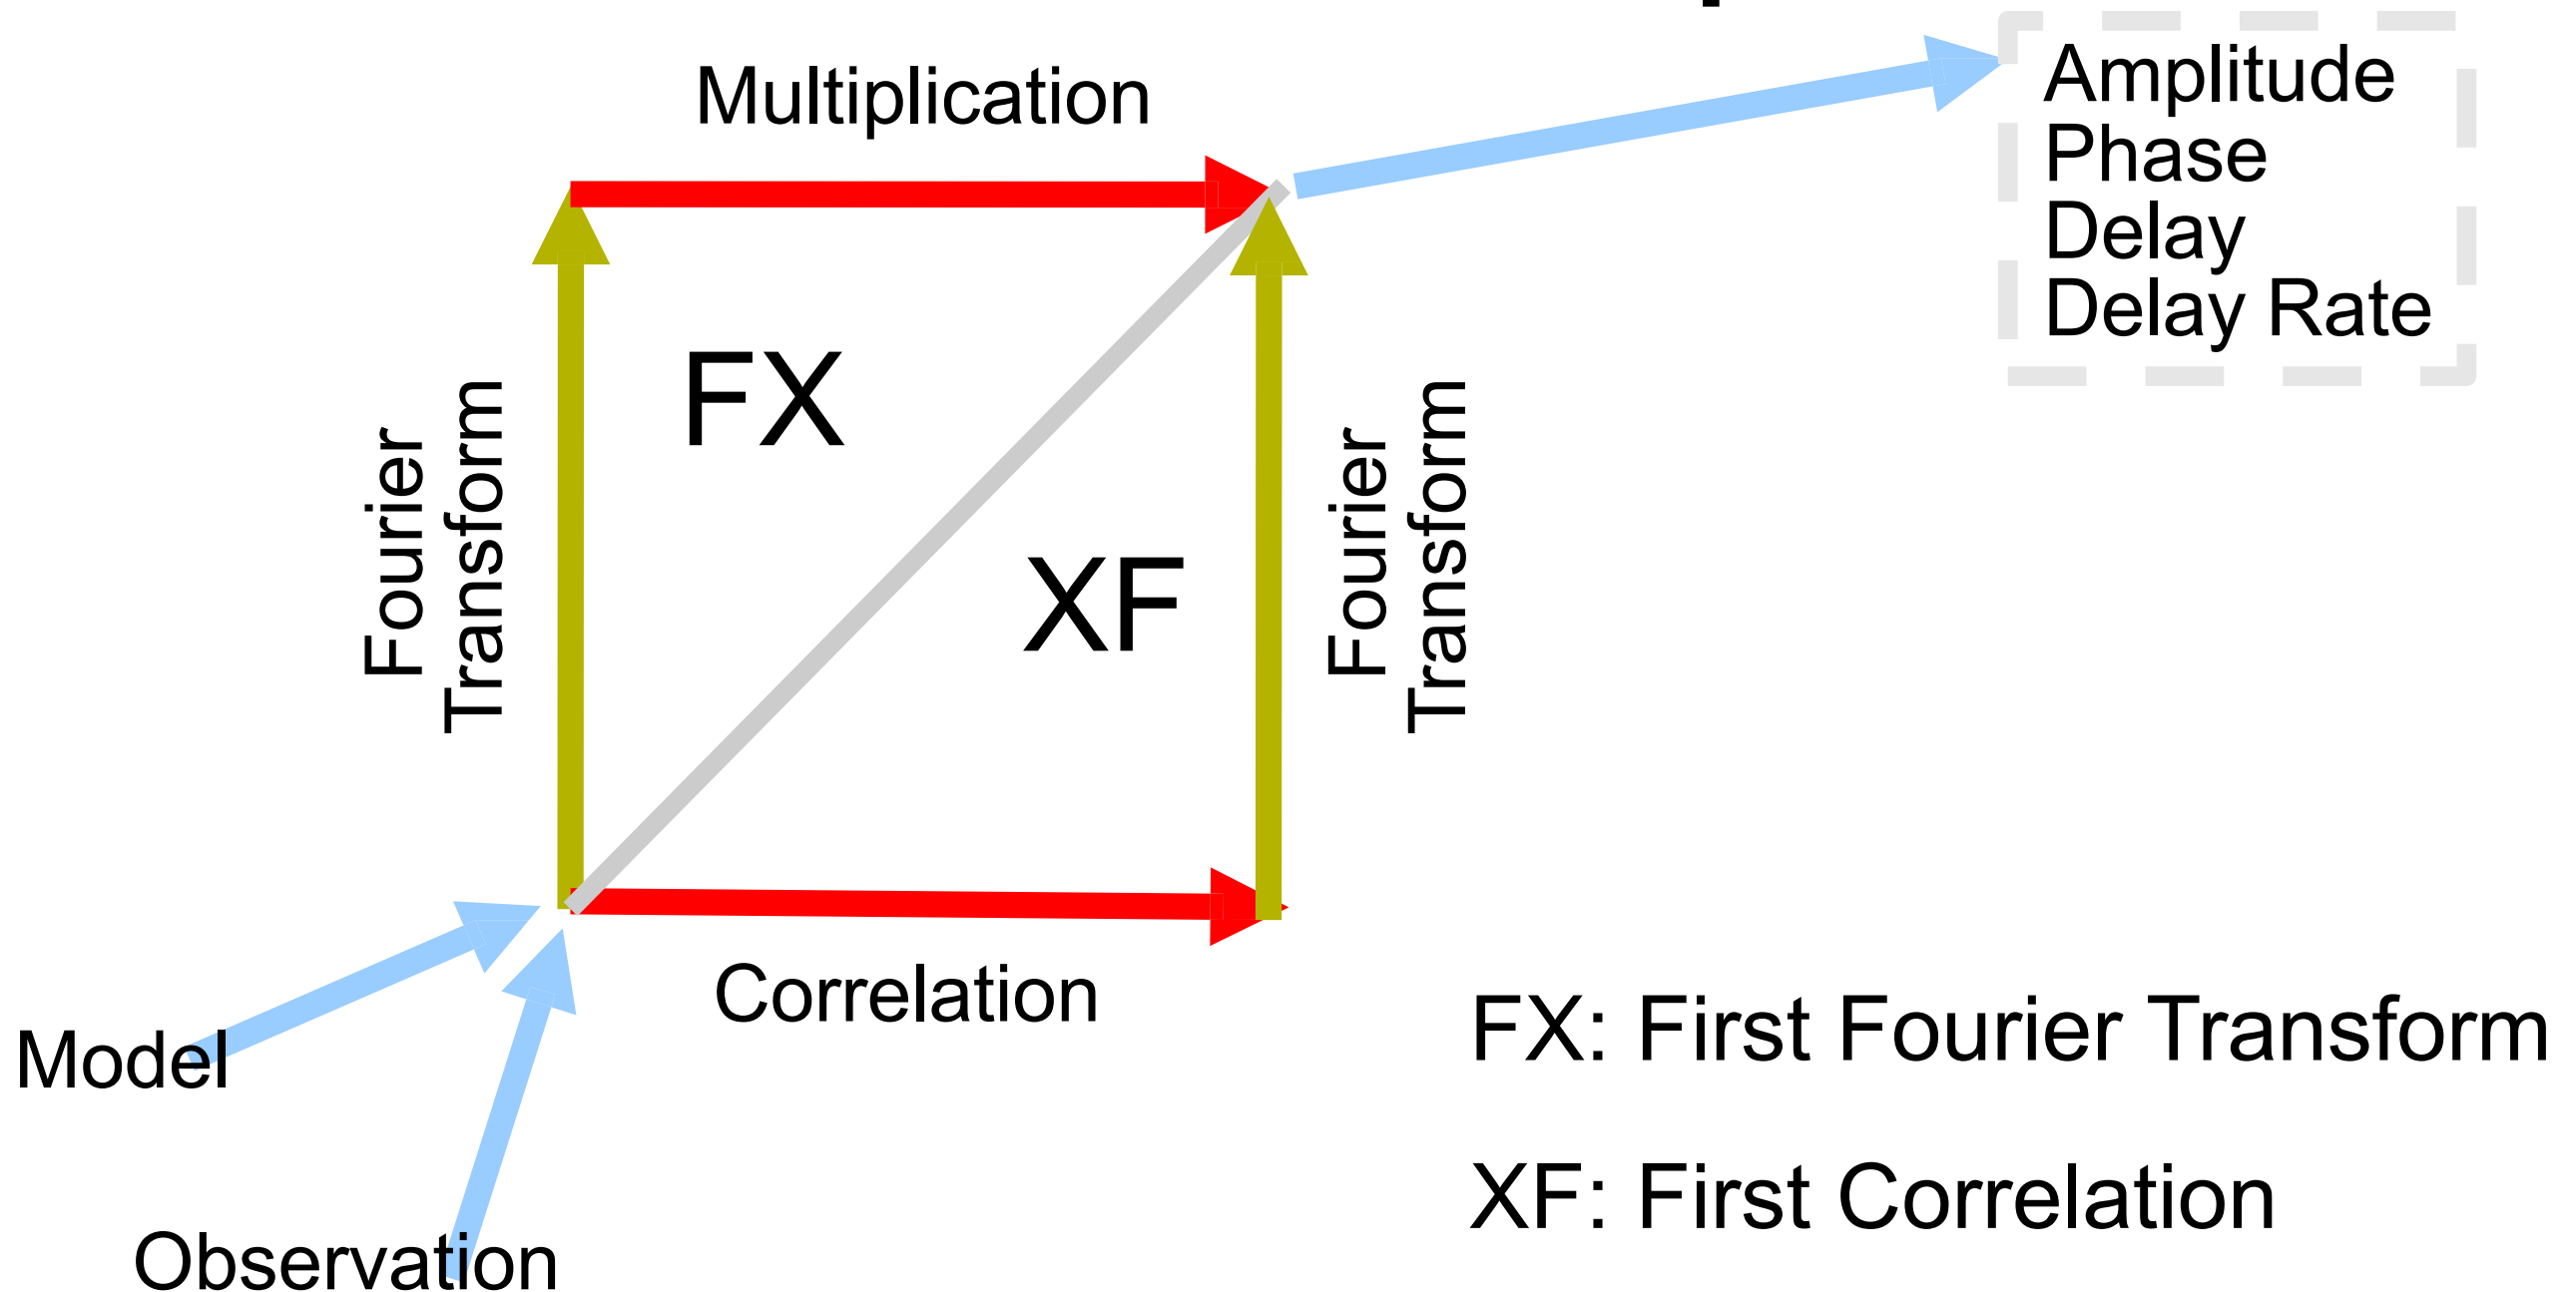 Multiplication
Amplitude
Phase
Delay
Delay Rate
FX
XF
Fourier
Transform
Fourier
Transform
Correlation
Model
Observation
FX: First Fourier Transform
XF: First Correlation